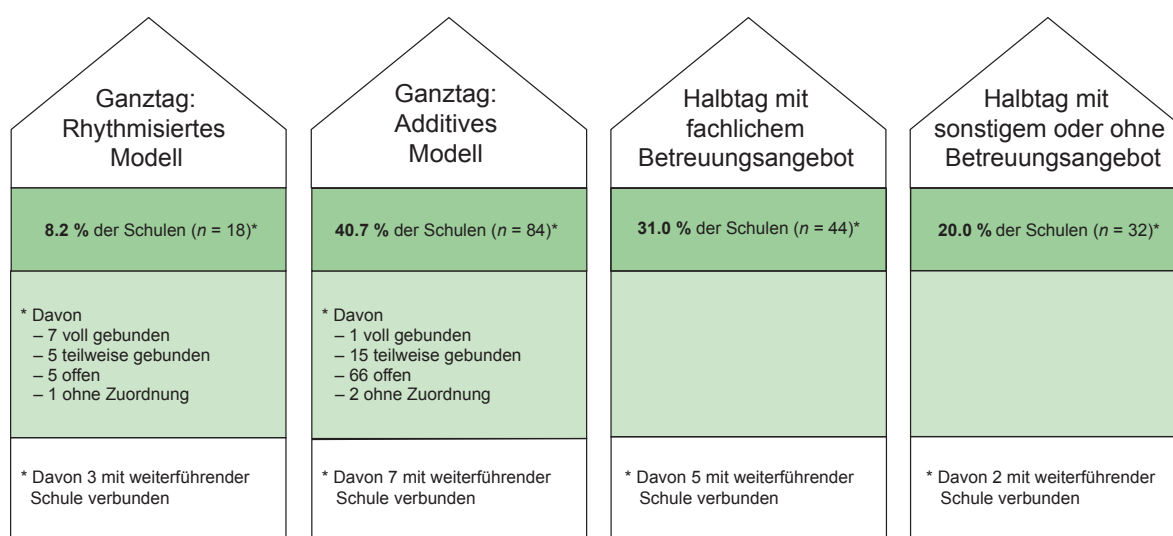 Ganztag:
Rhythmisiertes
Modell
8.2 % der Schulen (n = 18)*
* Davon
– 7 voll gebunden
– 5 teilweise gebunden
– 5 offen
– 1 ohne Zuordnung
* Davon 3 mit weiterführender
Schule verbunden
Ganztag:
Additives
Modell
40.7 % der Schulen (n = 84)*
* Davon
– 1 voll gebunden
– 15 teilweise gebunden
– 66 offen
– 2 ohne Zuordnung
* Davon 7 mit weiterführender
Schule verbunden
Halbtag mit
fachlichem
Betreuungsangebot
31.0 % der Schulen (n = 44)*
* Davon 5 mit weiterführender
Schule verbunden
Halbtag mit
sonstigem oder ohne
Betreuungsangebot
20.0 % der Schulen (n = 32)*
* Davon 2 mit weiterführender
Schule verbunden